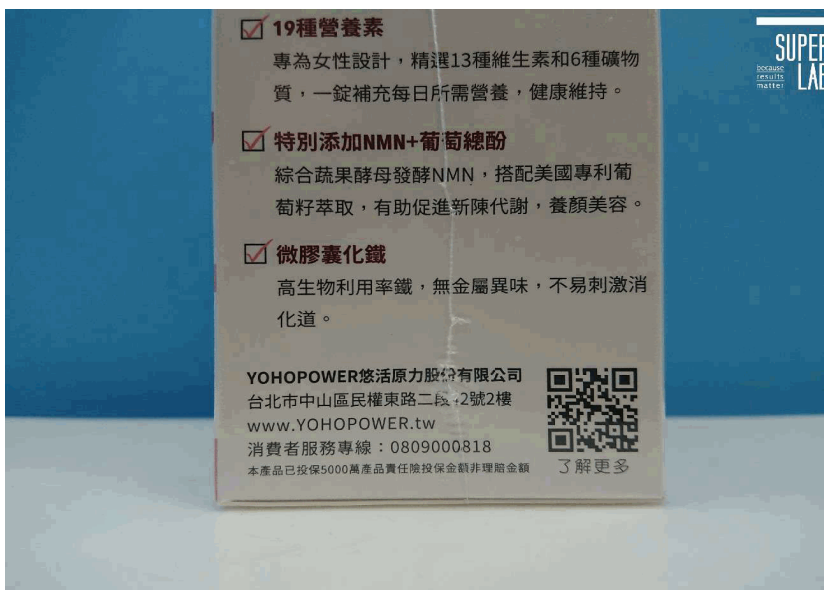 19種營養素
專為女性設計，精選13種維生素和6種礦物
質，一錠補充每日所需營養，健康維持。
特別添加NMN+葡萄總酚
綜合蔬果酵母發酵NMN，搭配美國專利葡
萄籽萃取，有助促進新陳代謝，養顏美容。
微膠囊化鐵
高生物利用率鐵，無金屬異味，不易刺激消
化道。
YOHOPOWER悠活原力股份有限公司
台北市中山區民權東路二段42號2樓
www.YOHOPOWER.tw
消費者服務專線：0809000818
本產品已投保5000萬產品責任險投保金額非理賠金額
了解更多
SUPER
LAB
because
results
matter